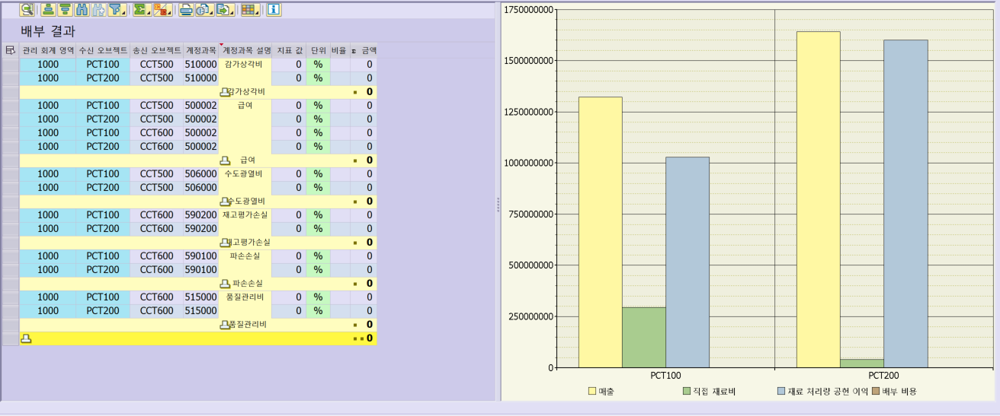 배부 결과
관리 회계 영역 수신 오브젝트 송신 오브젝트 계정과목 계정과목 설명 지표 값 단위 비율 Σ 금액
1000 PCT100 CCT500 510000 감가상각비 0 % 0
1000 PCT200 CCT500 510000 0 % 0
감가상각비 0
1000 PCT100 CCT500 500002 급여 0 % 0
1000 PCT200 CCT500 500002 0 % 0
1000 PCT100 CCT600 500002 0 % 0
1000 PCT200 CCT600 500002 0 % 0
급여 0
1000 PCT100 CCT500 506000 수도광열비 0 % 0
1000 PCT200 CCT500 506000 0 % 0
수도광열비 0
1000 PCT100 CCT600 590200 재고평가손실 0 % 0
1000 PCT200 CCT600 590200 0 % 0
재고평가손실 0
1000 PCT100 CCT600 590100 파손손실 0 % 0
1000 PCT200 CCT600 590100 0 % 0
파손손실 0
1000 PCT100 CCT600 515000 품질관리비 0 % 0
1000 PCT200 CCT600 515000 0 % 0
품질관리비 0
0
1750000000
1500000000
1250000000
1000000000
750000000
500000000
250000000
0
PCT100 PCT200
매출 직접 재료비 재료 처리량 공헌 이익 배부 비용